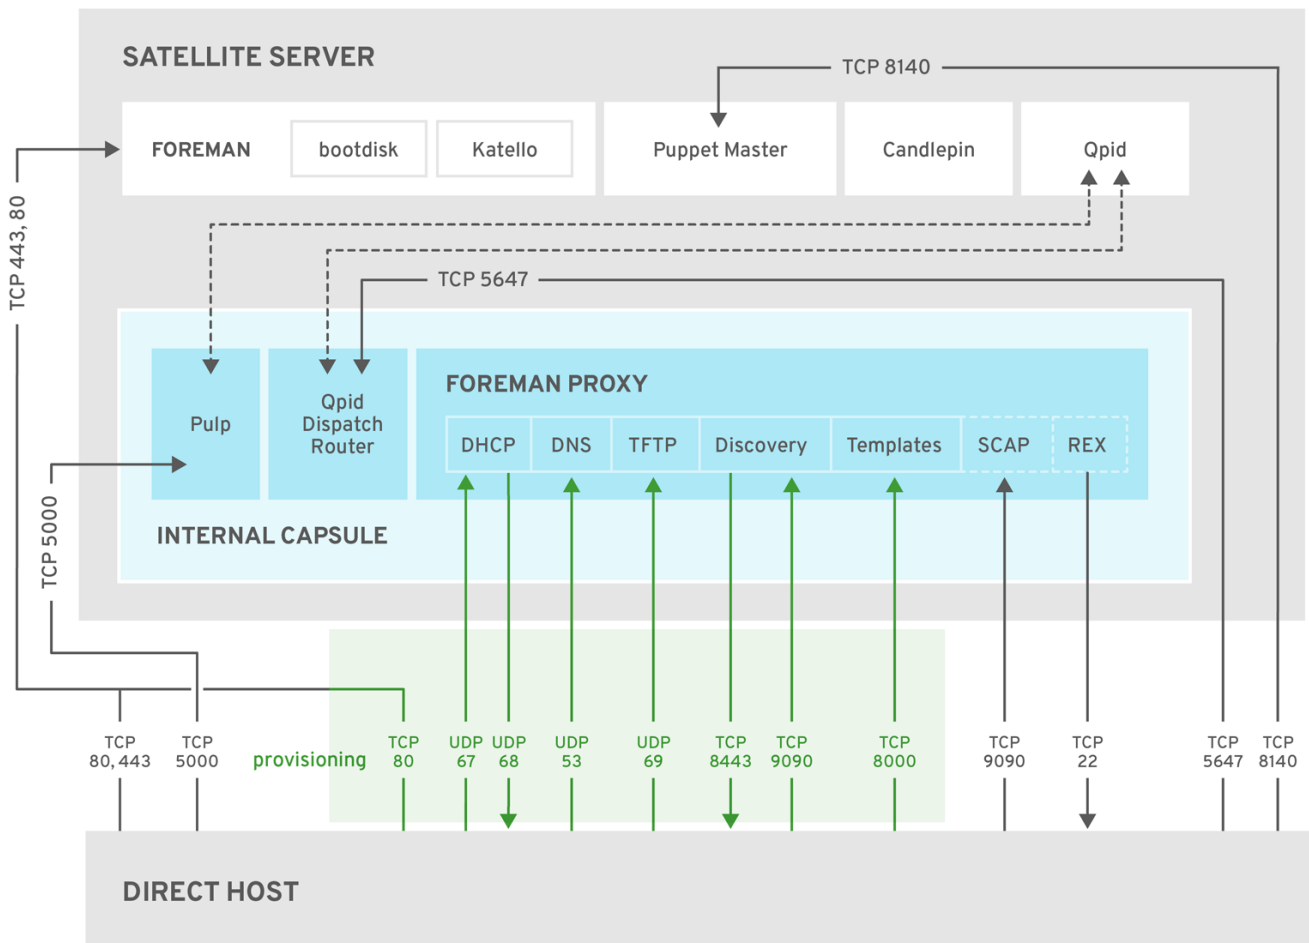 SATELLITE SERVER
TCP 8140
FOREMAN
bootdisk
Katello
Puppet Master
Candlepin
Qpid
TCP 443, 80
TCP 5647
Pulp
Qpid
Dispatch
Router
FOREMAN PROXY
DHCP
DNS
TFTP
Discovery
Templates
SCAP
REX
INTERNAL CAPSULE
TCP 5000
TCP
80, 443
TCP
5000
provisioning
TCP
80
UDP
67
UDP
68
UDP
53
UDP
69
TCP
8443
TCP
9090
TCP
8000
TCP
9090
TCP
22
TCP
5647
TCP
8140
DIRECT HOST